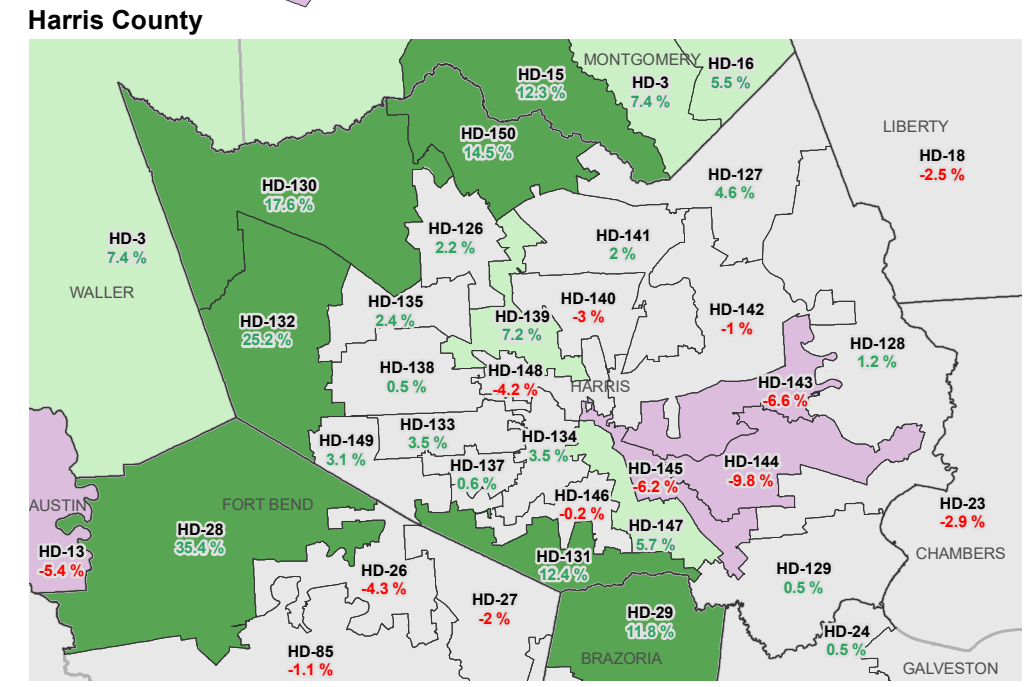 Harris County
MONTGOMERY
HD-16
5.5 %
HD-15
12.3 %
HD-3
7.4 %
HD-150
14.5 %
LIBERTY
HD-18
-2.5 %
HD-127
4.6 %
HD-130
17.6 %
HD-126
2.2 %
HD-141
2 %
HD-3
7.4 %
WALLER
HD-135
2.4 %
HD-140
-3 %
HD-139
7.2 %
HD-142
-1 %
HD-132
25.2 %
HD-128
1.2 %
HD-138
0.5 %
HD-148
-4.2 %
HARRIS
HD-143
-6.6 %
HD-133
3.5 %
HD-149
3.1 %
HD-134
3.5 %
HD-137
0.6 %
HD-145
-6.2 %
HD-144
-9.8 %
HD-146
-0.2 %
AUSTIN
FORT BEND
HD-23
-2.9 %
CHAMBERS
HD-28
35.4 %
HD-147
5.7 %
HD-13
-5.4 %
HD-131
12.4 %
HD-26
-4.3 %
HD-129
0.5 %
HD-27
-2 %
HD-29
11.8 %
HD-24
0.5 %
HD-85
-1.1 %
BRAZORIA
GALVESTON